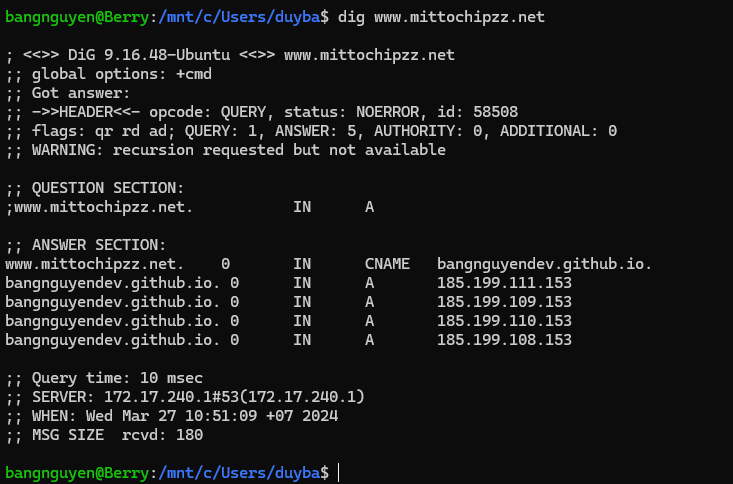 bangnguyen@Berry:/mnt/c/Users/duyba$ dig www.mittochipzz.net
; <<>> DiG 9.16.48-Ubuntu <<>> www.mittochipzz.net
;; global options: +cmd
;; Got answer:
;; ->>HEADER<<- opcode: QUERY, status: NOERROR, id: 58508
;; flags: qr rd ad; QUERY: 1, ANSWER: 5, AUTHORITY: 0, ADDITIONAL: 0
;; WARNING: recursion requested but not available
;; QUESTION SECTION:
;www.mittochipzz.net. IN A
;; ANSWER SECTION:
www.mittochipzz.net. 0 IN CNAME bangnguyendev.github.io.
bangnguyendev.github.io. 0 IN A 185.199.111.153
bangnguyendev.github.io. 0 IN A 185.199.109.153
bangnguyendev.github.io. 0 IN A 185.199.110.153
bangnguyendev.github.io. 0 IN A 185.199.108.153
;; Query time: 10 msec
;; SERVER: 172.17.240.1#53(172.17.240.1)
;; WHEN: Wed Mar 27 10:51:09 +07 2024
;; MSG SIZE rcvd: 180
bangnguyen@Berry:/mnt/c/Users/duyba$